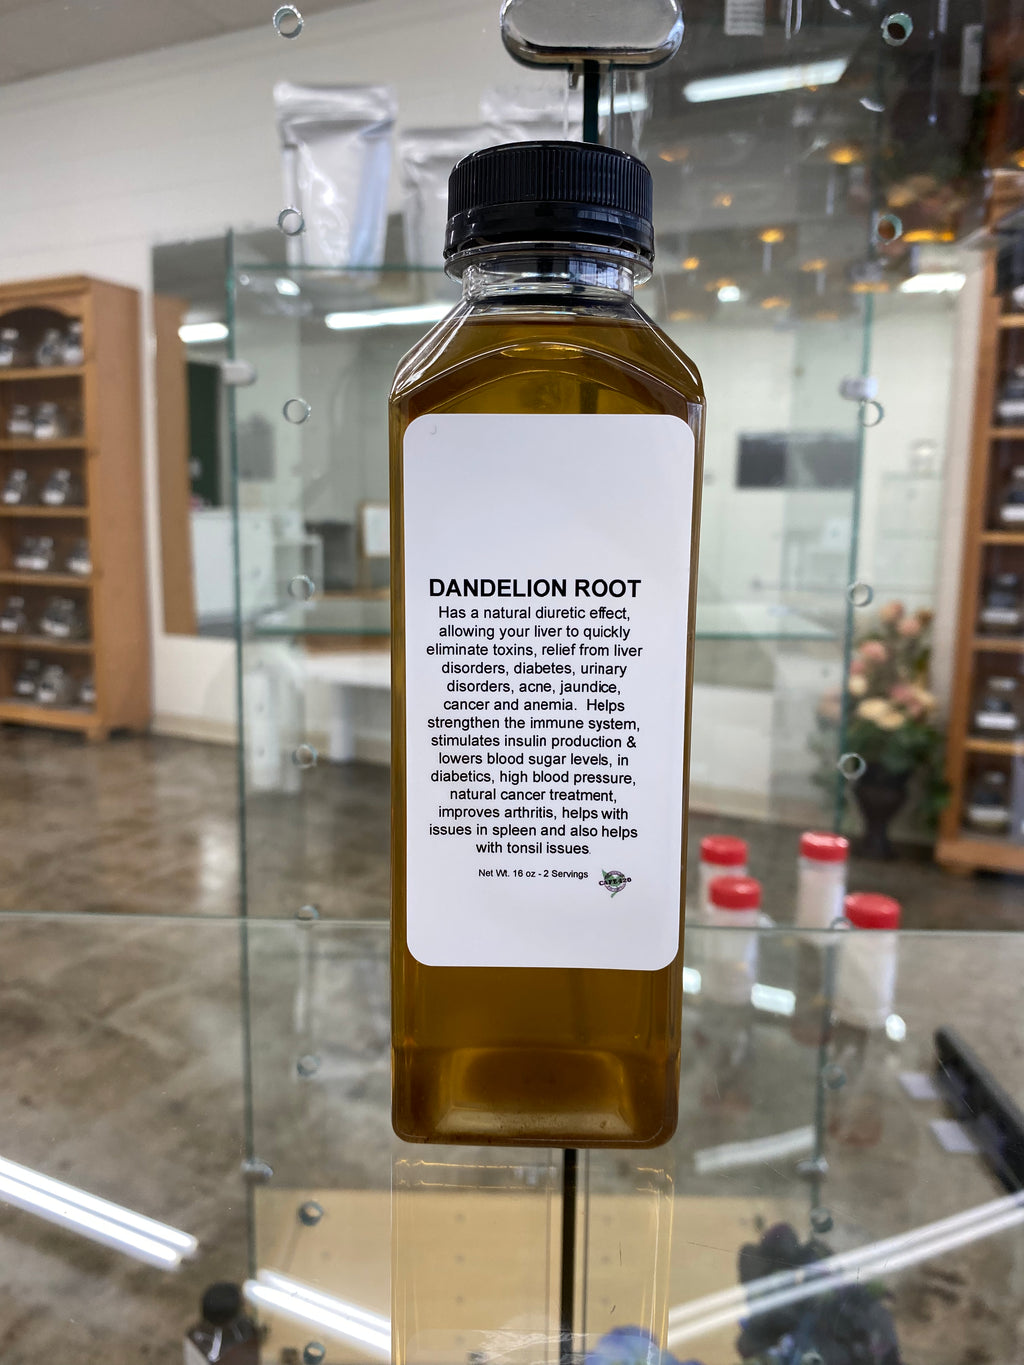 DANDELION ROOT
Has a natural diuretic effect,
allowing your liver to quickly
eliminate toxins, relief from liver
disorders, diabetes, urinary
disorders, acne, jaundice,
cancer and anemia. Helps
strengthen the immune system,
stimulates insulin production &
lowers blood sugar levels, in
diabetics, high blood pressure,
natural cancer treatment,
improves arthritis, helps with
issues in spleen and also helps
with tonsil issues
Net Wt. 16 oz - 2 Servings
CAFE 420